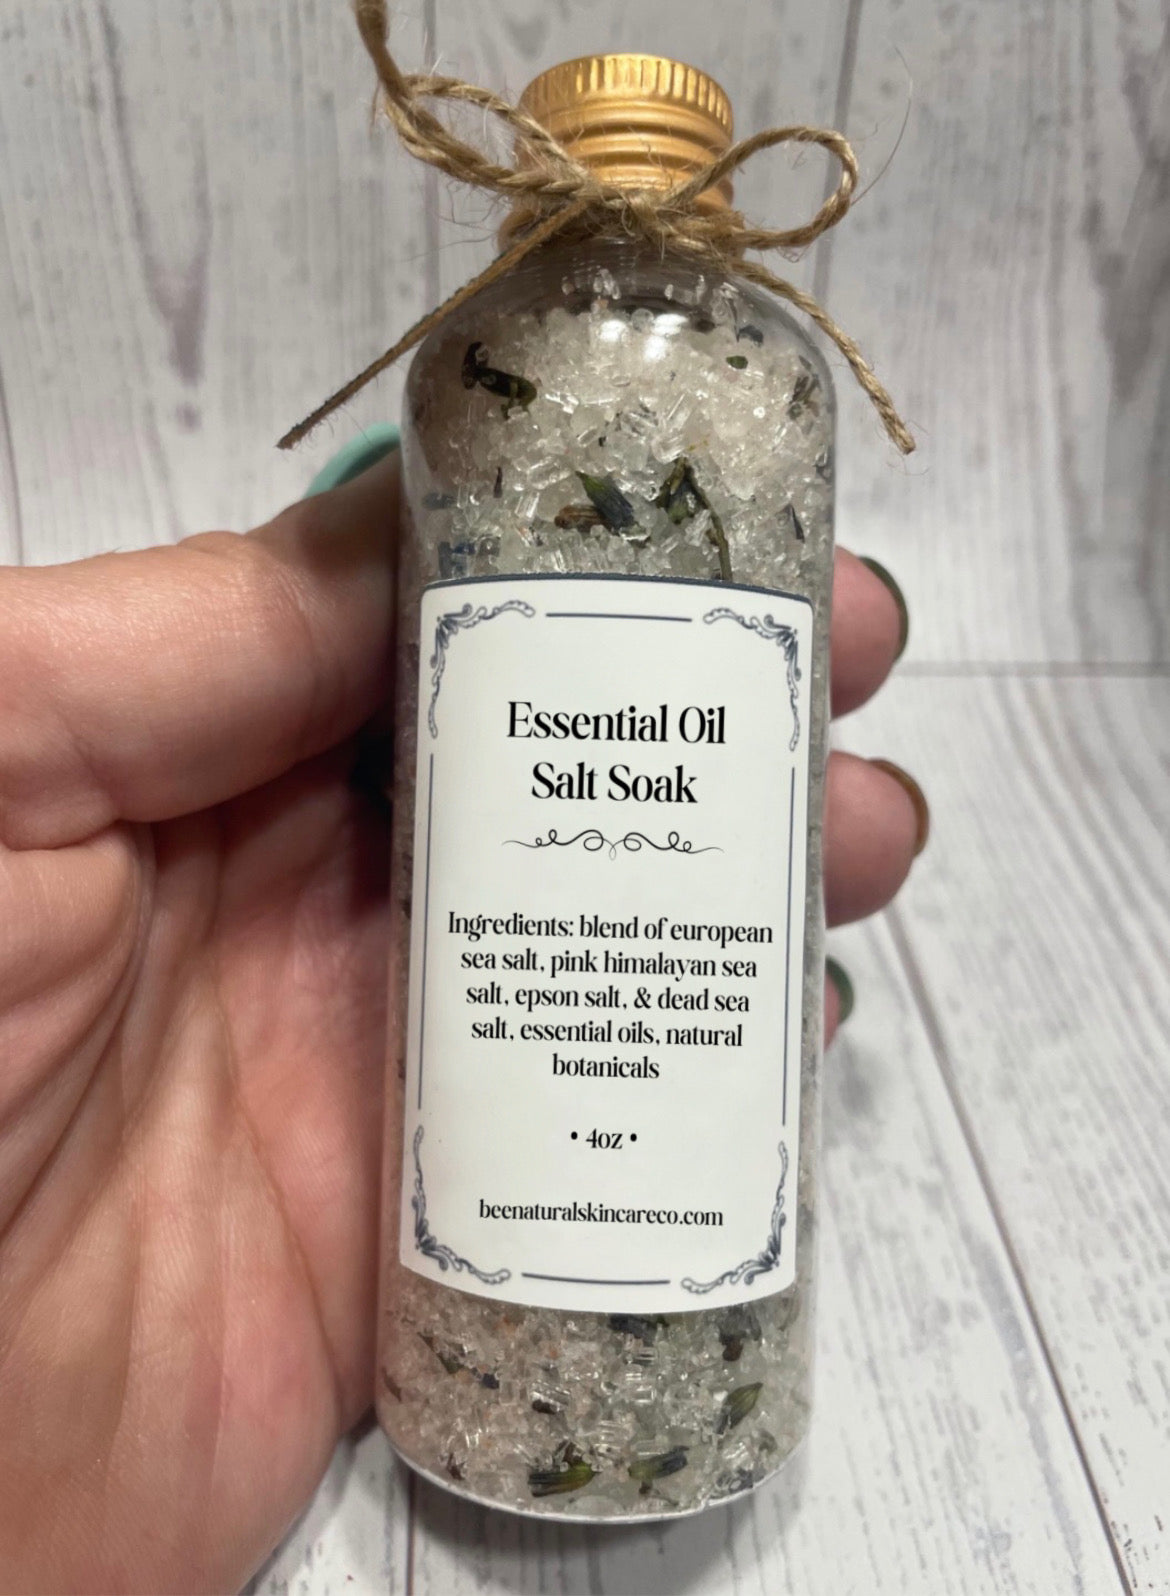 Essential Oil
Salt Soak
Ingredients: blend of european
sea salt, pink himalayan sea
salt, epson salt, & dead sea
salt, essential oils, natural
botanicals
• 4oz •
beenaturalskincareco.com